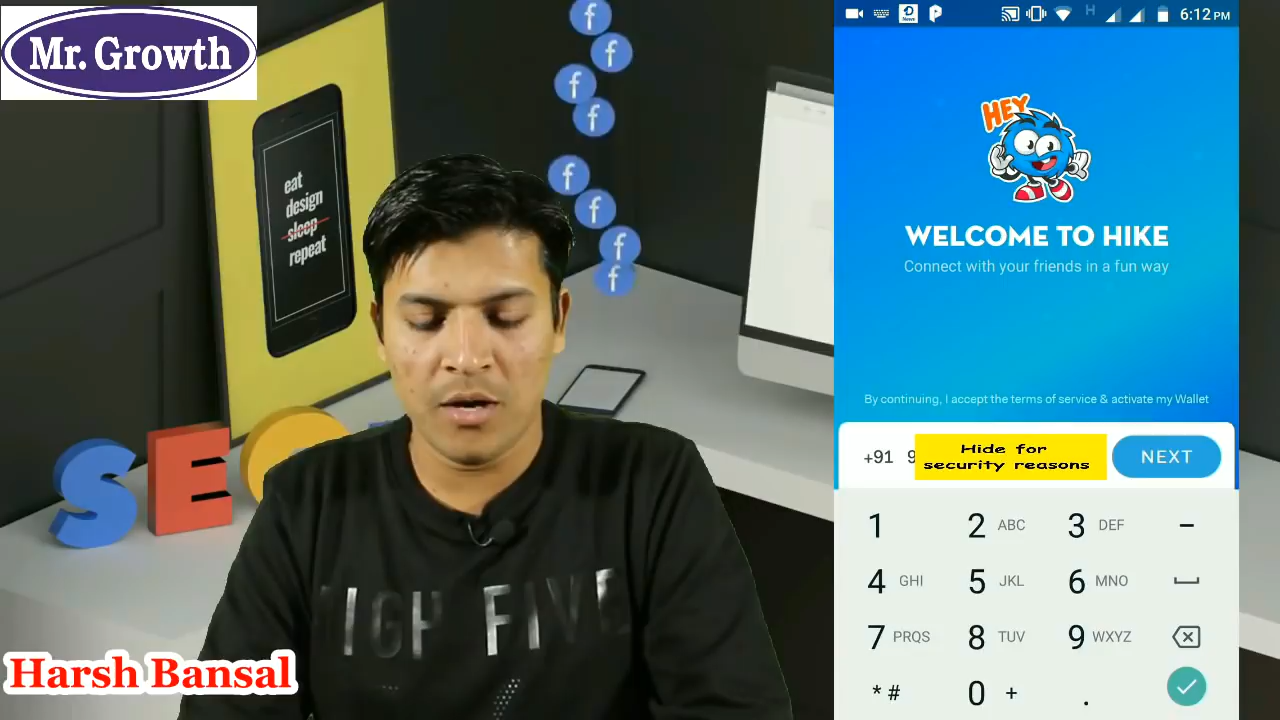 Mr. Growth
eat
design
sleep
repeat
f
f
f
f
f
f
f
f
SEO
HIGH FIVE
Harsh Bansal
6:12 PM
HEY
WELCOME TO HIKE
Connect with your friends in a fun way
By continuing, I accept the terms of service & activate my Wallet
+91 9
Hide for
security reasons
NEXT
1 2 ABC 3 DEF -
4 GHI 5 JKL 6 MNO
7 PRQS 8 TUV 9 WXYZ
* # 0 + .